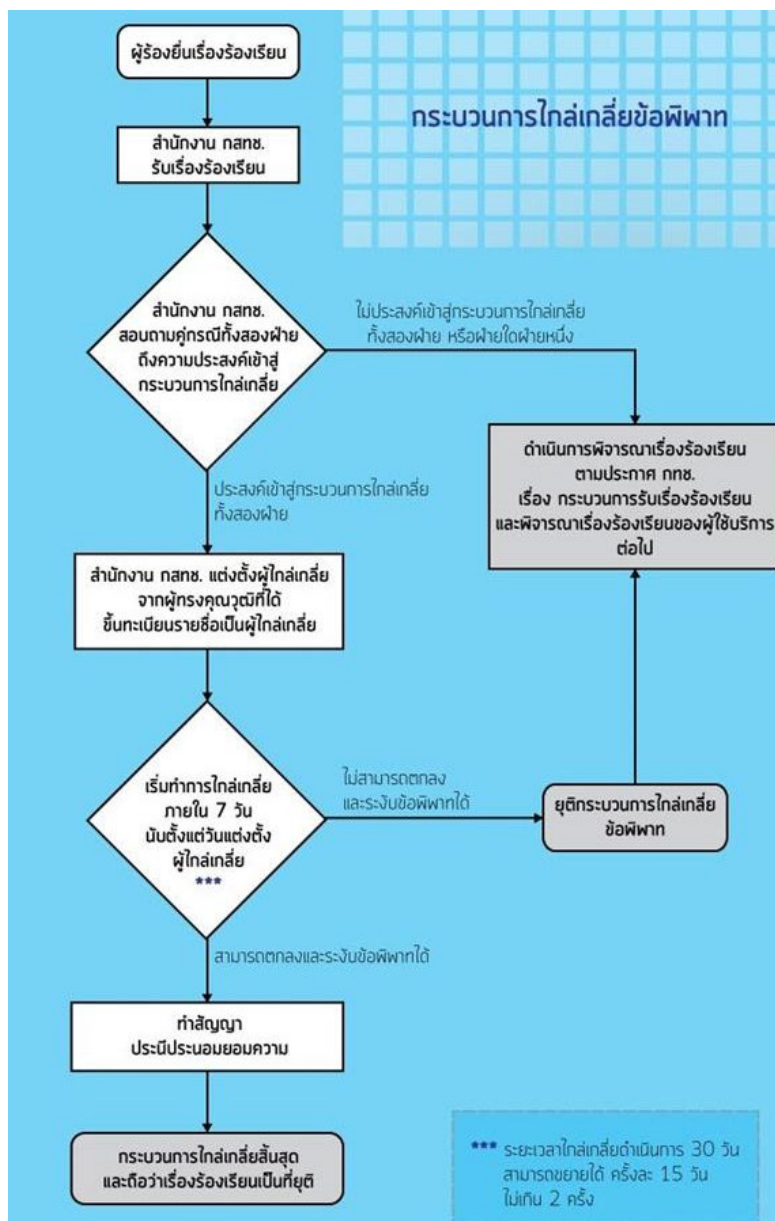 ผู้ร้องยื่นเรื่องร้องเรียน
กระบวนการไกล่เกลี่ยข้อพิพาท
สำนักงาน กสทช.
รับเรื่องร้องเรียน
สำนักงาน กสทช.
สอบถามคู่กรณีทั้งสองฝ่าย
ถึงความประสงค์เข้าสู่
กระบวนการไกล่เกลี่ย
ไม่ประสงค์เข้าสู่กระบวนการไกล่เกลี่ย
ทั้งสองฝ่าย หรือฝ่ายใดฝ่ายหนึ่ง
ดำเนินการพิจารณาเรื่องร้องเรียน
ตามประกาศ กทช.
เรื่อง กระบวนการรับเรื่องร้องเรียน
และพิจารณาเรื่องร้องเรียนของผู้ใช้บริการ
ต่อไป
ประสงค์เข้าสู่กระบวนการไกล่เกลี่ย
ทั้งสองฝ่าย
สำนักงาน กสทช. แต่งตั้งผู้ไกล่เกลี่ย
จากผู้ทรงคุณวุฒิที่ได้
ขึ้นทะเบียนรายชื่อเป็นผู้ไกล่เกลี่ย
เริ่มทำการไกล่เกลี่ย
ภายใน 7 วัน
นับตั้งแต่วันแต่งตั้ง
ผู้ไกล่เกลี่ย
***
ไม่สามารถตกลง
และระงับข้อพิพาทได้
ยุติกระบวนการไกล่เกลี่ย
ข้อพิพาท
สามารถตกลงและระงับข้อพิพาทได้
ทำสัญญา
ประนีประนอมยอมความ
กระบวนการไกล่เกลี่ยสิ้นสุด
และถือว่าเรื่องร้องเรียนเป็นที่ยุติ
*** ระยะเวลาไกล่เกลี่ยดำเนินการ 30 วัน
สามารถขยายได้ ครั้งละ 15 วัน
ไม่เกิน 2 ครั้ง